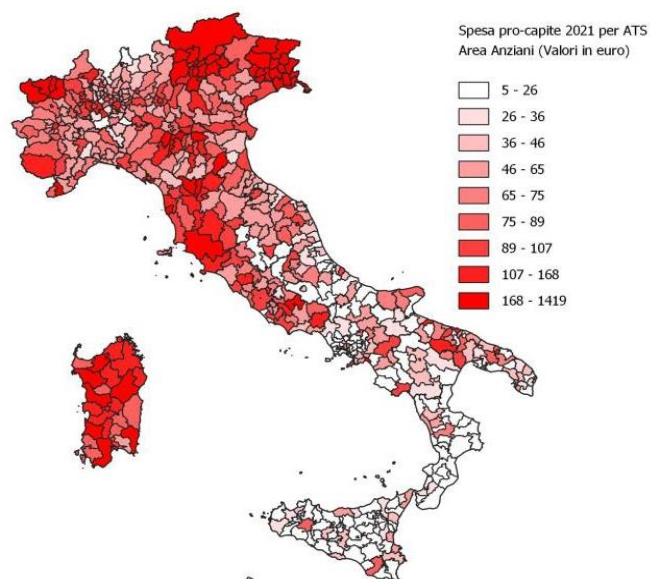 Spesa pro-capite 2021 per ATS
Area Anziani (Valori in euro)
5 - 26
26 - 36
36 - 46
46 - 65
65 - 75
75 - 89
89 - 107
107 - 168
168 - 1419